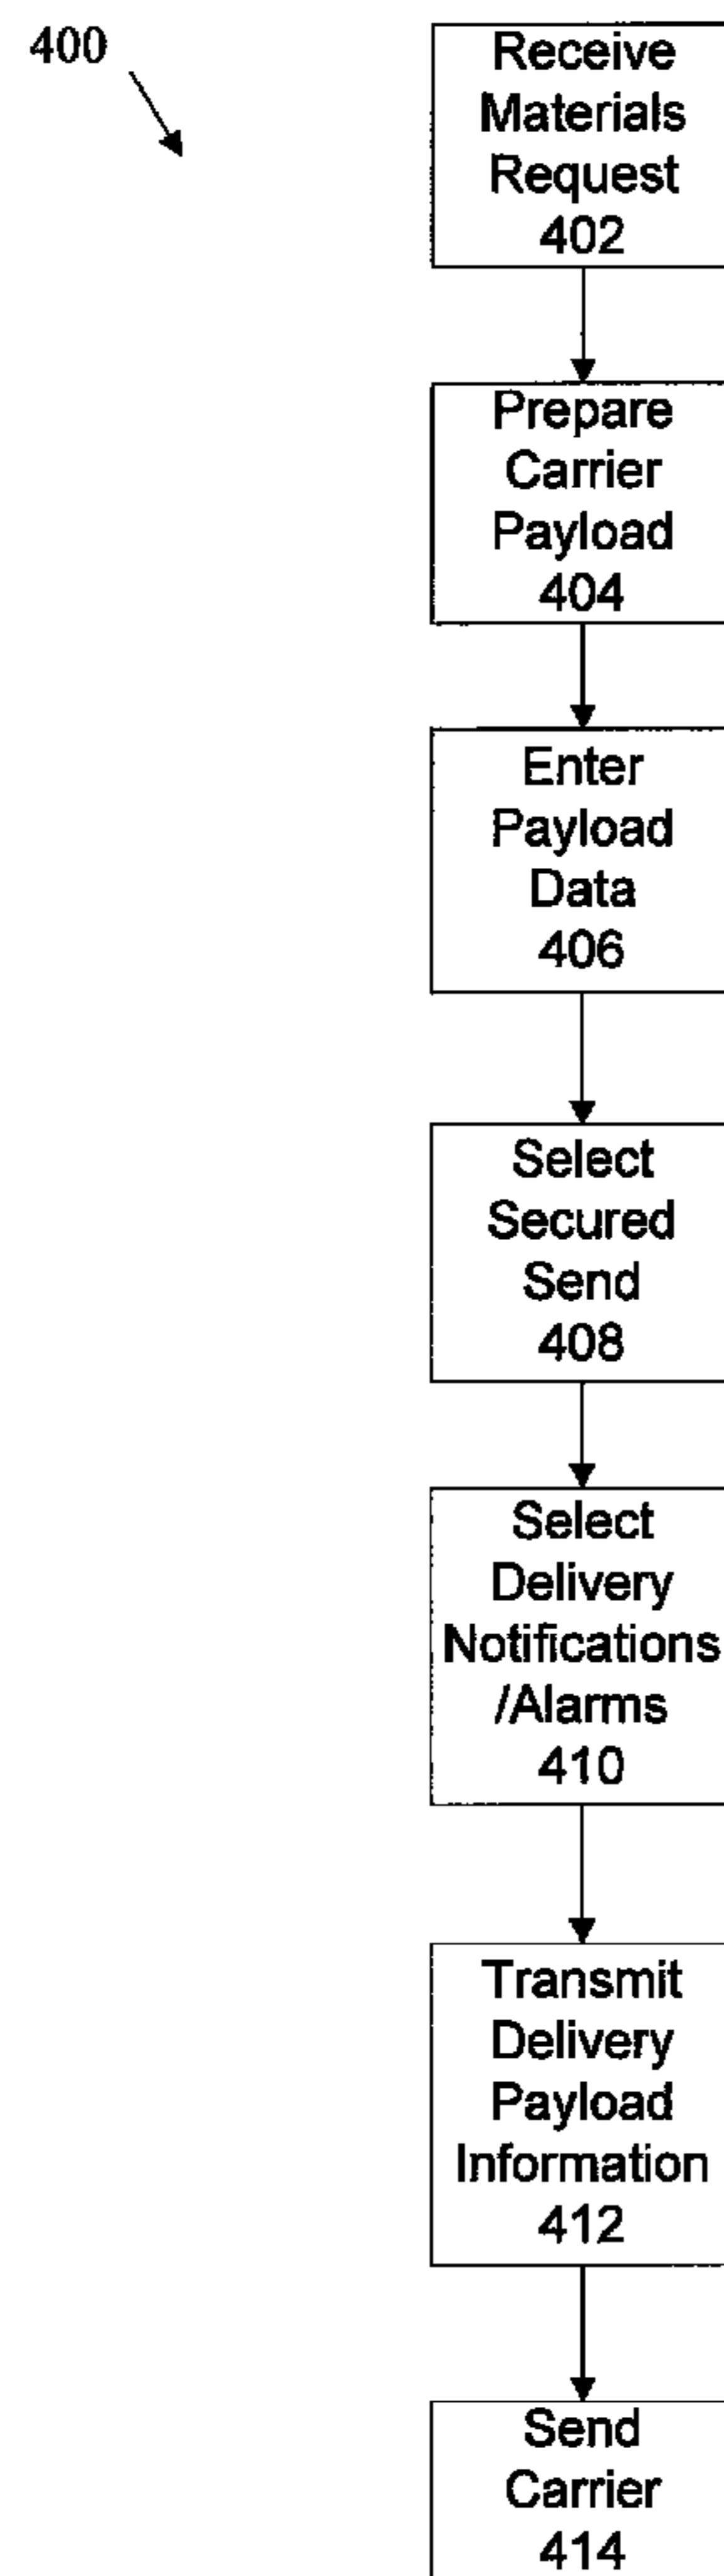 400
Receive
Materials
Request
402
Prepare
Carrier
Payload
404
Enter
Payload
Data
406
Select
Secured
Send
408
Select
Delivery
Notifications
/Alarms
410
Transmit
Delivery
Payload
Information
412
Send
Carrier
414